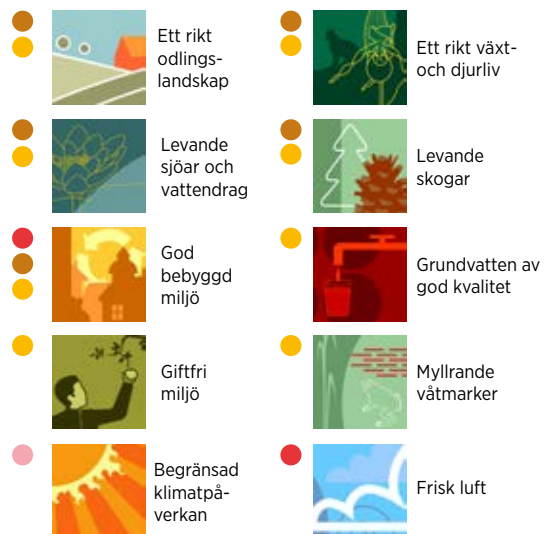 Ett rikt
odlings-
landskap
Ett rikt växt-
och djurliv
Levande
sjöar och
vattendrag
Levande
skogar
God
bebyggd
miljö
Grundvatten av
god kvalitet
Giftfri
miljö
Myllrande
våtmarker
Begränsad
klimatpå-
verkan
Frisk luft